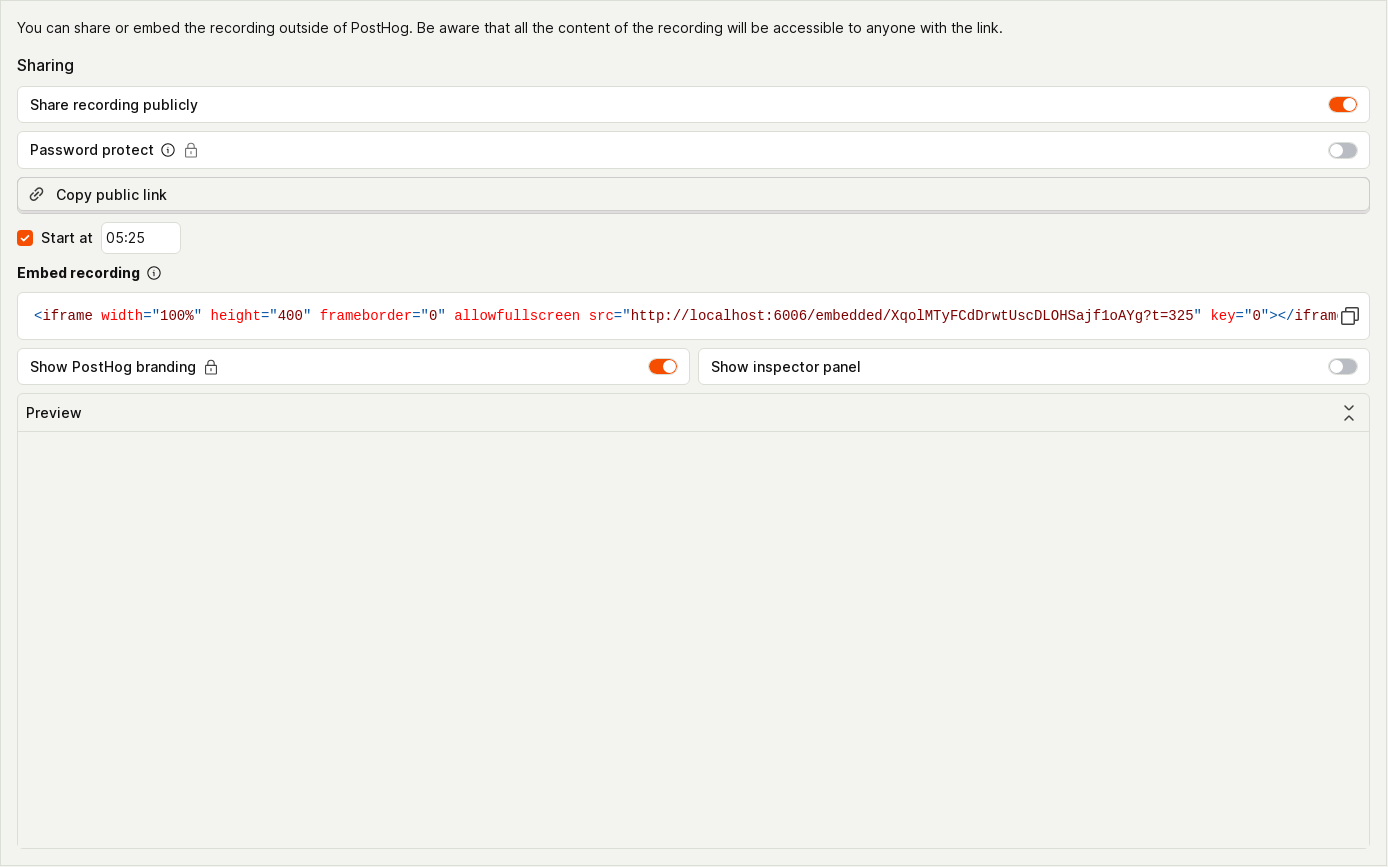 You can share or embed the recording outside of PostHog. Be aware that all the content of the recording will be accessible to anyone with the link.
Sharing
Share recording publicly
Password protect
Copy public link
Start at 05:25
Embed recording
<iframe width="100%" height="400" frameborder="0" allowfullscreen src="http://localhost:6006/embedded/XqolMTyFCdDrwtUscDLOHSajf1oAYg?t=325" key="0"></iframe
Show PostHog branding
Show inspector panel
Preview